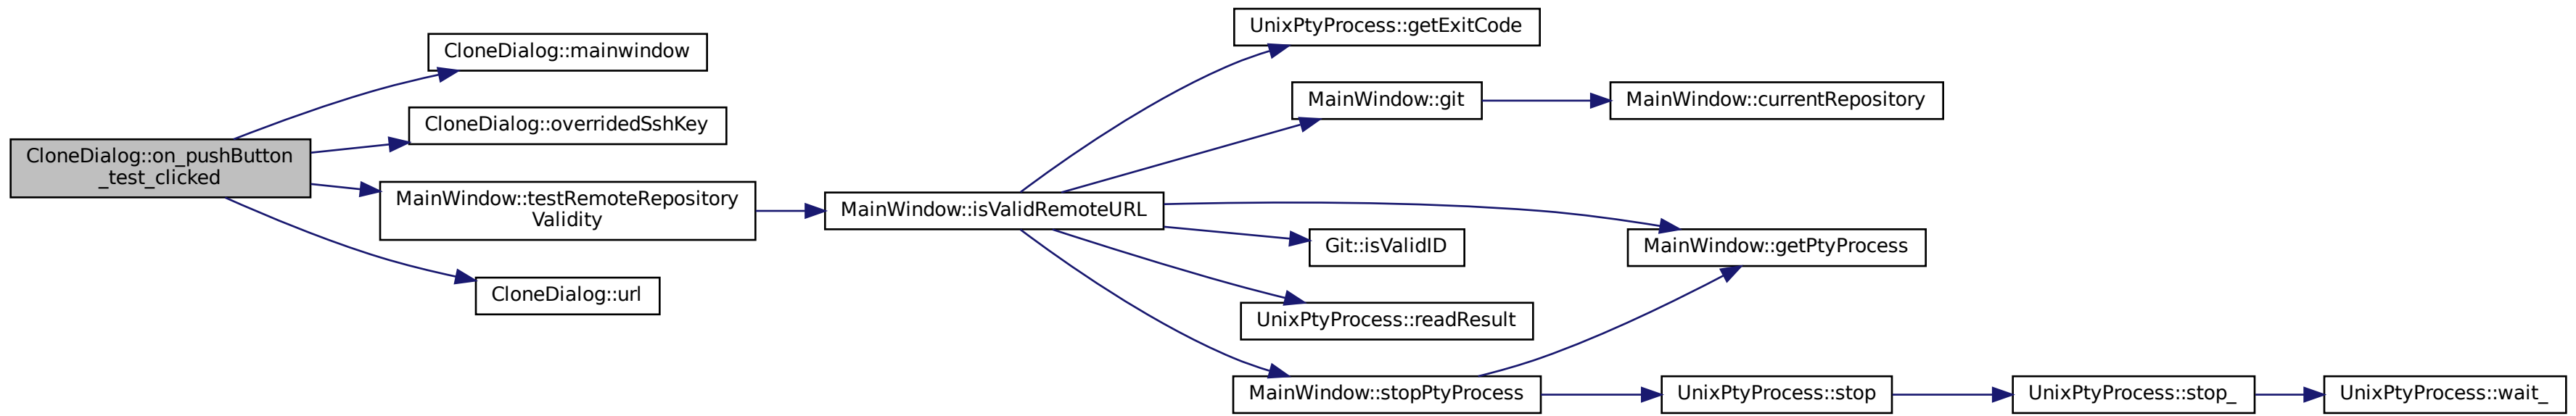 CloneDialog::on_pushButton
_test_clicked
CloneDialog::mainwindow
CloneDialog::overridedSshKey
MainWindow::testRemoteRepository
Validity
CloneDialog::url
MainWindow::isValidRemoteURL
UnixPtyProcess::getExitCode
MainWindow::git
MainWindow::currentRepository
MainWindow::getPtyProcess
Git::isValidID
UnixPtyProcess::readResult
MainWindow::stopPtyProcess
UnixPtyProcess::stop
UnixPtyProcess::stop_
UnixPtyProcess::wait_